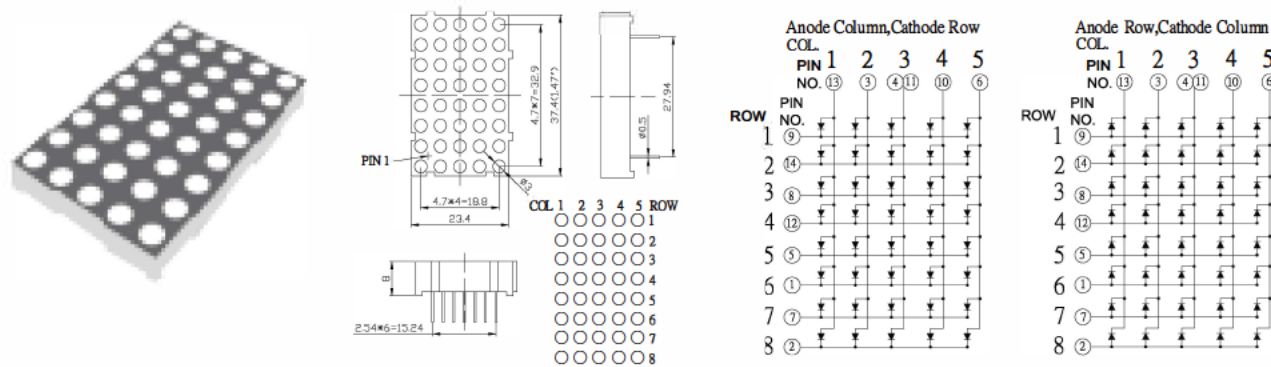 4.7*7=32.9
37.4(1.47")
27.94
ø0.5
PIN 1
ø3
4.7*4=18.8
23.4
COL 1 2 3 4 5 ROW
1
2
3
4
5
6
7
8
8
2.54*6=15.24
Anode Column,Cathode Row
COL.
PIN 1 2 3 4 5
NO. 13 3 4 11 10 6
PIN
ROW NO.
1 9
2 14
3 8
4 12
5 5
6 1
7 7
8 2
Anode Row,Cathode Column
COL.
PIN 1 2 3 4 5
NO. 13 3 4 11 10 6
PIN
ROW NO.
1 9
2 14
3 8
4 12
5 5
6 1
7 7
8 2